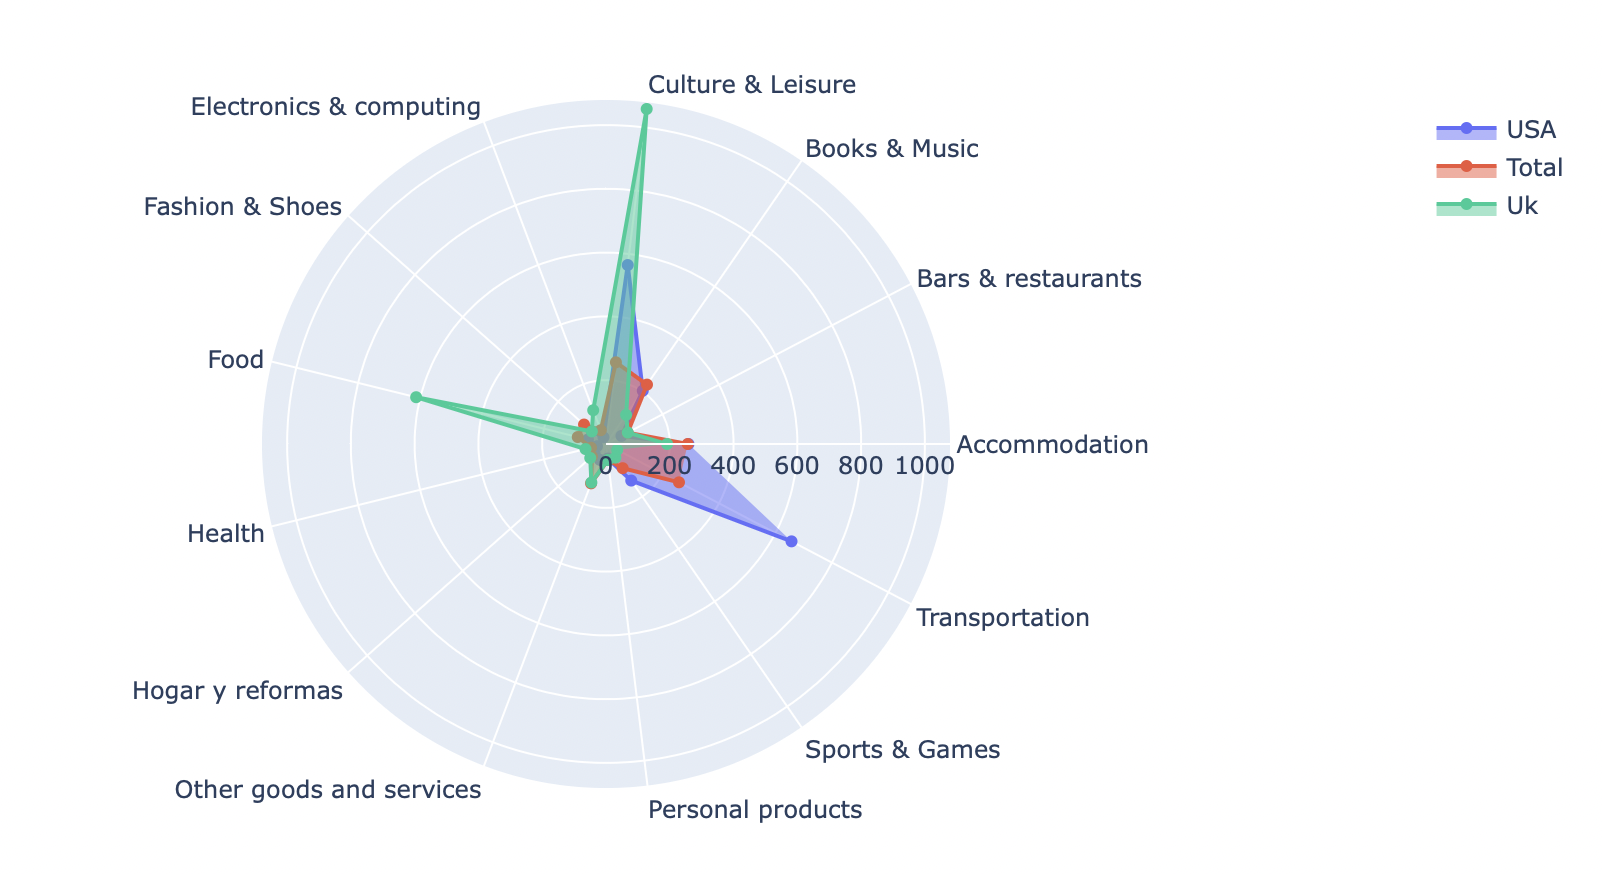 Culture & Leisure
Electronics & computing
Books & Music
Fashion & Shoes
Bars & restaurants
Food
Accommodation
0 200 400 600 800 1000
Health
Transportation
Hogar y reformas
Sports & Games
Other goods and services
Personal products
USA
Total
Uk